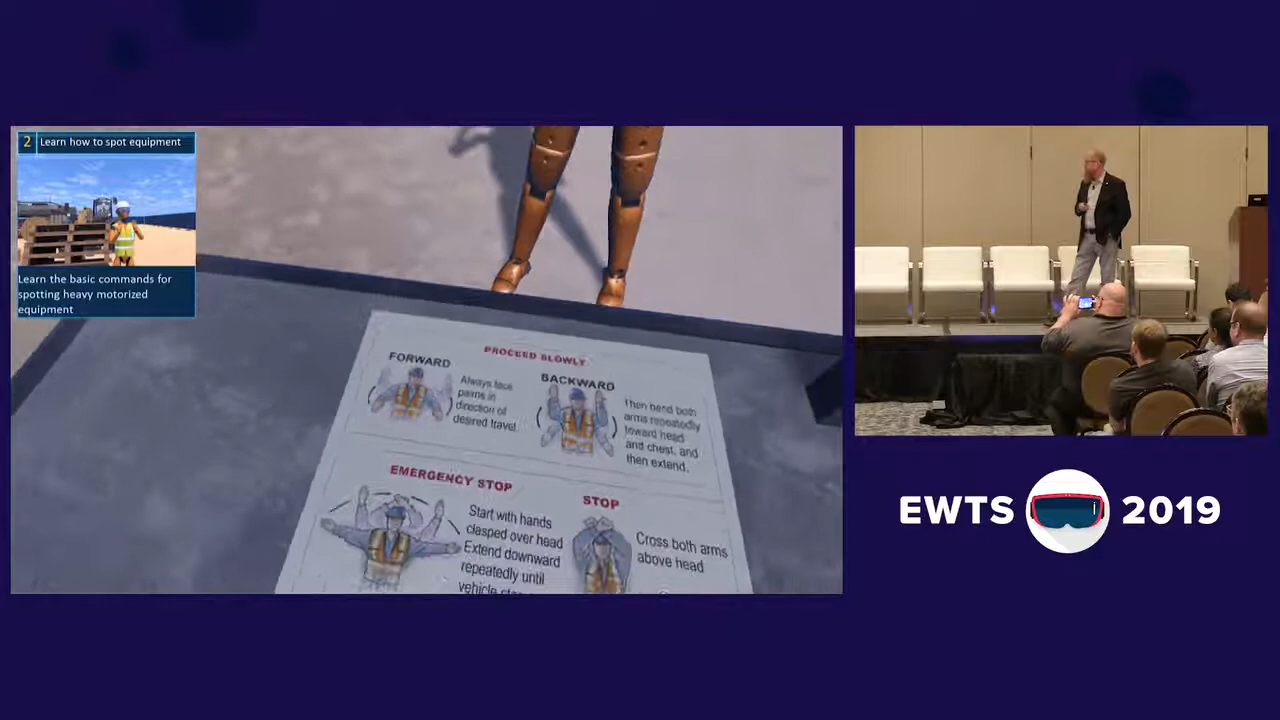 2 Learn how to spot equipment
Learn the basic commands for
spotting heavy motorized
equipment
PROCEED SLOWLY
FORWARD
Always face
palms in
direction of
desired travel
BACKWARD
Then bend both
arms repeatedly
toward head
and chest, and
then extend.
EMERGENCY STOP
Start with hands
clasped over head
Extend downward
repeatedly until
vehicle
STOP
Cross both arms
above head
EWTS 2019